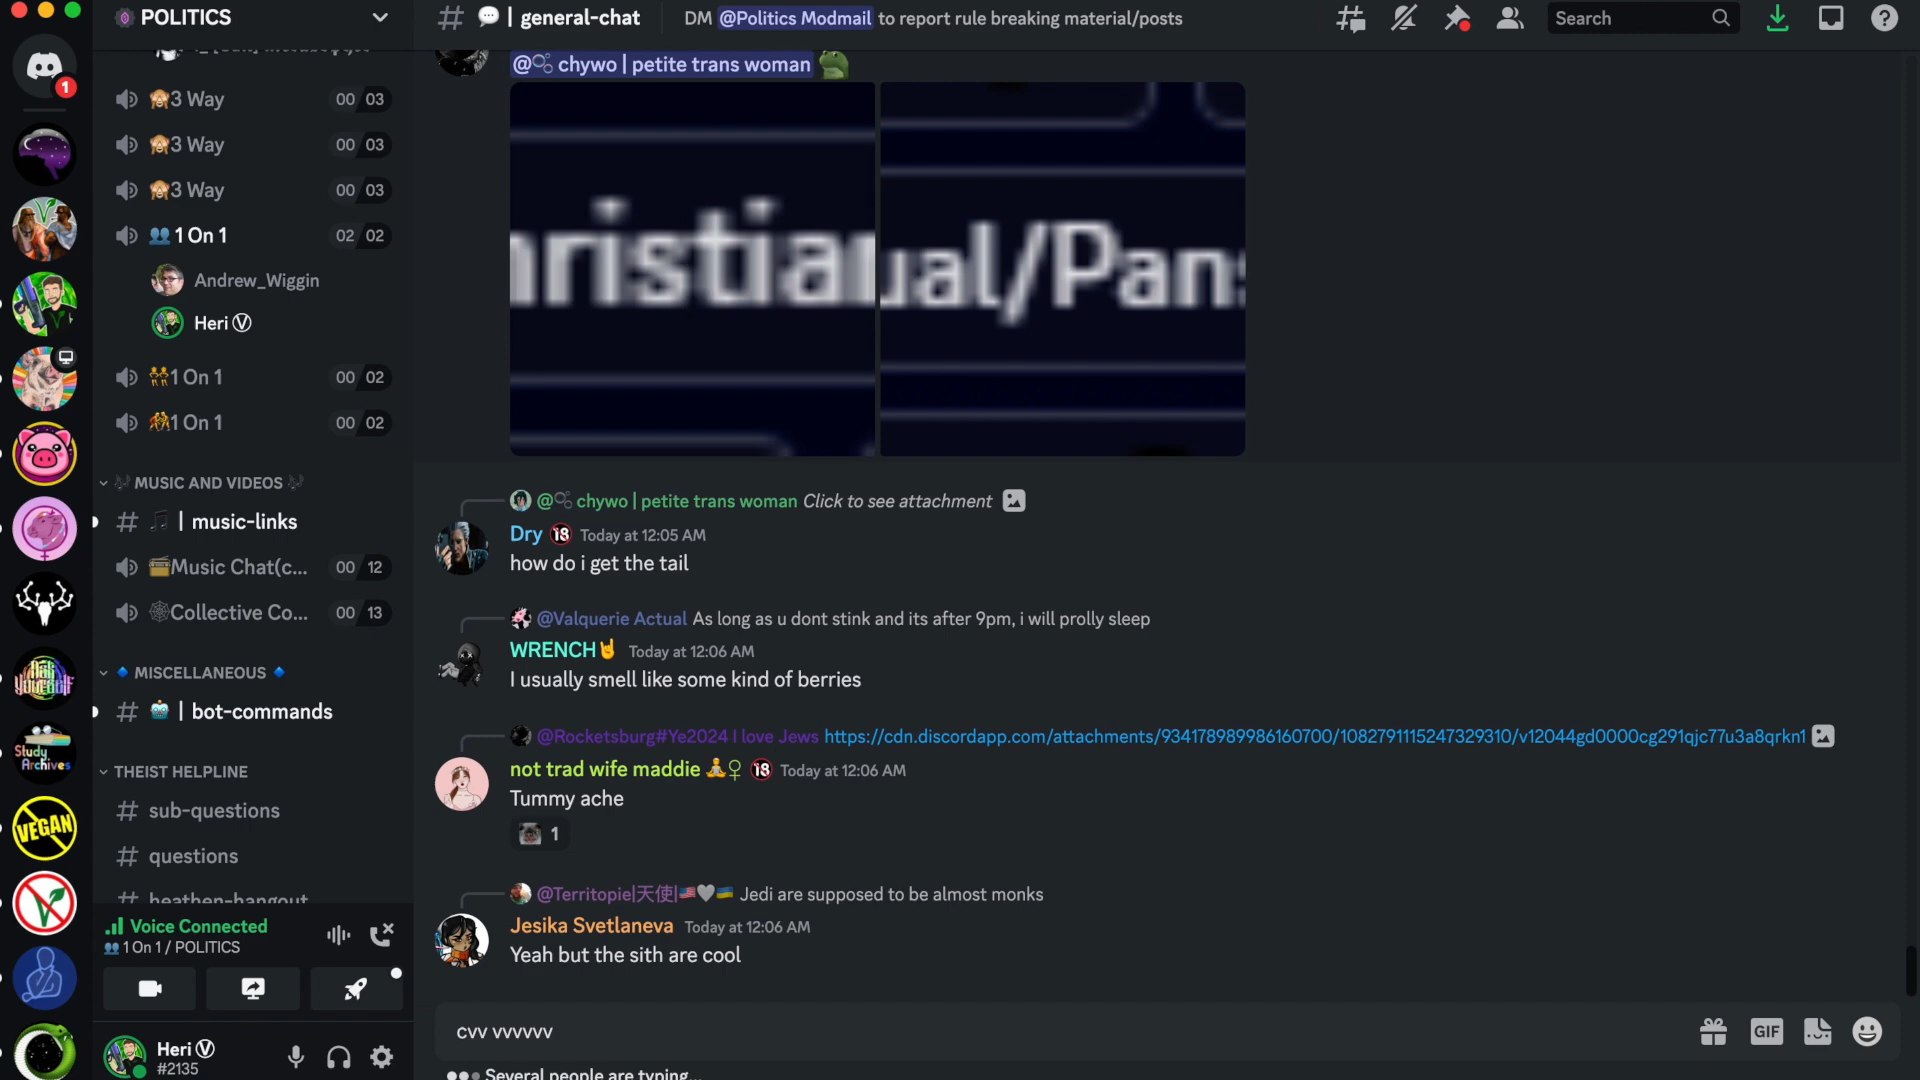 POLITICS
3 Way 00 03
3 Way 00 03
3 Way 00 03
1 On 1 02 02
Andrew_Wiggin
Heri Ⓥ
1 On 1 00 02
1 On 1 00 02
MUSIC AND VIDEOS
| music-links
Music Chat(c... 00 12
Collective Co... 00 13
MISCELLANEOUS
| bot-commands
THEIST HELPLINE
sub-questions
questions
heathen-hangout
Voice Connected
1 On 1 / POLITICS
Heri Ⓥ
#2135
1
VEGAN
Study Archives
| general-chat
DM @Politics Modmail to report rule breaking material/posts
Search
@ chywo | petite trans woman
hristian
ual/Pans
@ chywo | petite trans woman Click to see attachment
Dry 18 Today at 12:05 AM
how do i get the tail
@Valquerie Actual As long as u dont stink and its after 9pm, i will prolly sleep
WRENCH Today at 12:06 AM
I usually smell like some kind of berries
@Rocketsburg#Ye2024 I love Jews https://cdn.discordapp.com/attachments/934178989986160700/1082791115247329310/v12044gd0000cg291qjc77u3a8qrkn1
not trad wife maddie 18 Today at 12:06 AM
Tummy ache
1
@Territopie|天使| Jedi are supposed to be almost monks
Jesika Svetlaneva Today at 12:06 AM
Yeah but the sith are cool
cvv vvvvvv
GIF
Several people are typing...